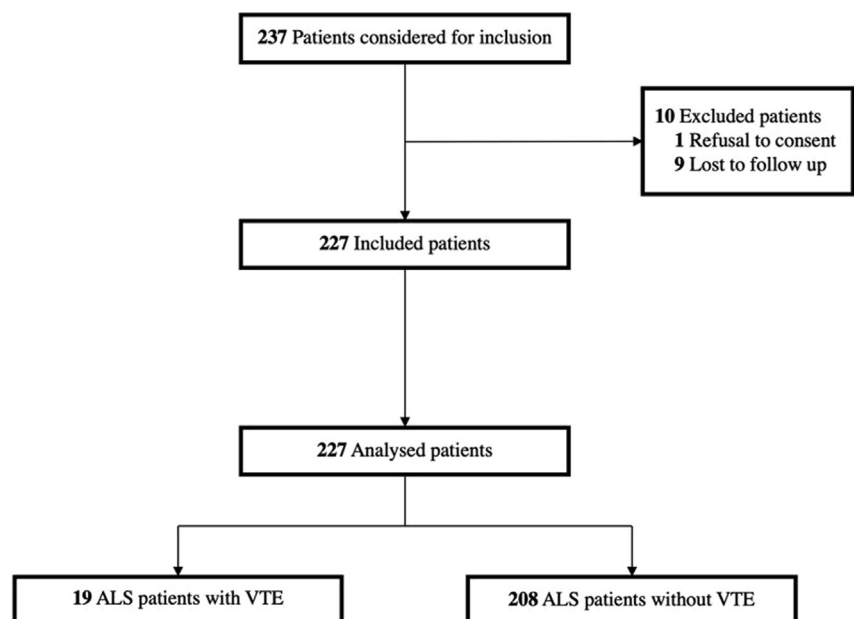 237 Patients considered for inclusion
10 Excluded patients
1 Refusal to consent
9 Lost to follow up
227 Included patients
227 Analysed patients
19 ALS patients with VTE
208 ALS patients without VTE